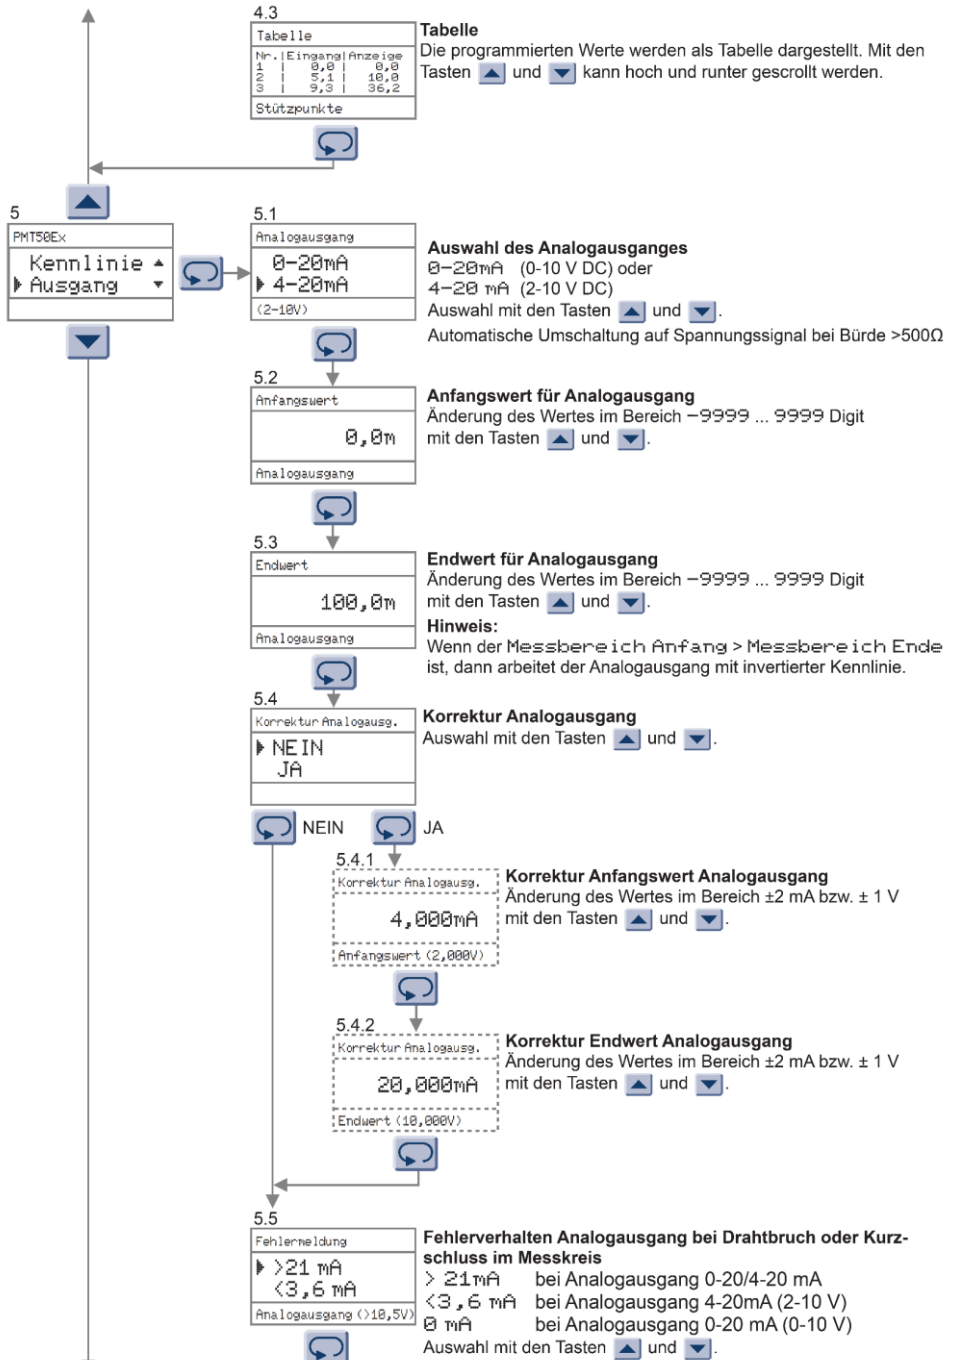 4.3
Tabelle
Nr.|Eingang|Anzeige
1 | 0,0 | 0,0
2 | 5,1 | 10,0
3 | 9,3 | 36,2
Stützpunkte
Tabelle
Die programmierten Werte werden als Tabelle dargestellt. Mit den
Tasten ▲ und ▼ kann hoch und runter gescrollt werden.
5
PMT50Ex
Kennlinie ▲
▶ Ausgang ▼
5.1
Analogausgang
0-20mA
▶ 4-20mA
(2-10V)
Auswahl des Analogausganges
0-20mA (0-10 V DC) oder
4-20 mA (2-10 V DC)
Auswahl mit den Tasten ▲ und ▼.
Automatische Umschaltung auf Spannungssignal bei Bürde >500Ω
5.2
Anfangswert
0,0m
Analogausgang
Anfangswert für Analogausgang
Änderung des Wertes im Bereich -9999 ... 9999 Digit
mit den Tasten ▲ und ▼.
5.3
Endwert
100,0m
Analogausgang
Endwert für Analogausgang
Änderung des Wertes im Bereich -9999 ... 9999 Digit
mit den Tasten ▲ und ▼.
Hinweis:
Wenn der Messbereich Anfang > Messbereich Ende
ist, dann arbeitet der Analogausgang mit invertierter Kennlinie.
5.4
Korrektur Analogausg.
▶ NEIN
JA
Korrektur Analogausgang
Auswahl mit den Tasten ▲ und ▼.
NEIN
JA
5.4.1
Korrektur Analogausg.
4,000mA
Anfangswert (2,000V)
Korrektur Anfangswert Analogausgang
Änderung des Wertes im Bereich ±2 mA bzw. ± 1 V
mit den Tasten ▲ und ▼.
5.4.2
Korrektur Analogausg.
20,000mA
Endwert (10,000V)
Korrektur Endwert Analogausgang
Änderung des Wertes im Bereich ±2 mA bzw. ± 1 V
mit den Tasten ▲ und ▼.
5.5
Fehlermeldung
▶ >21 mA
<3,6 mA
Analogausgang (>10,5V)
Fehlerverhalten Analogausgang bei Drahtbruch oder Kurz-
schluss im Messkreis
> 21mA bei Analogausgang 0-20/4-20 mA
<3,6 mA bei Analogausgang 4-20mA (2-10 V)
0 mA bei Analogausgang 0-20 mA (0-10 V)
Auswahl mit den Tasten ▲ und ▼.